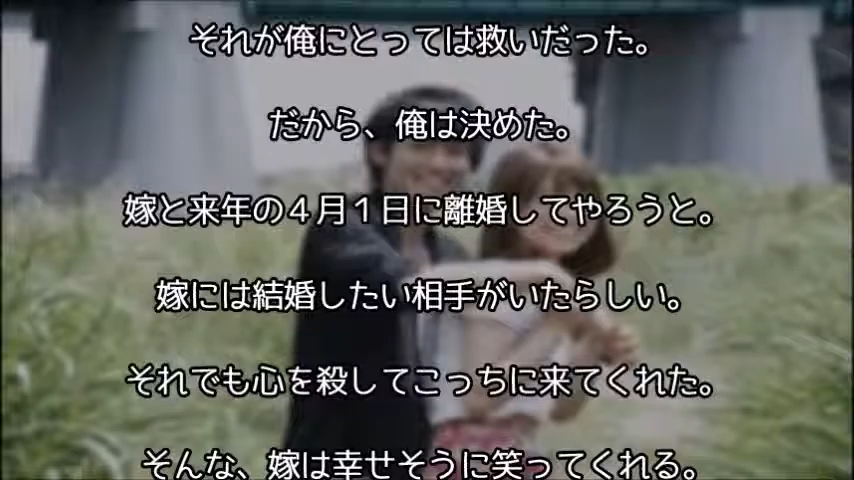 それが俺にとっては救いだった。
だから、俺は決めた。
嫁と来年の４月１日に離婚してやろうと。
嫁には結婚したい相手がいたらしい。
それでも心を殺してこっちに来てくれた。
そんな、嫁は幸せそうに笑ってくれる。